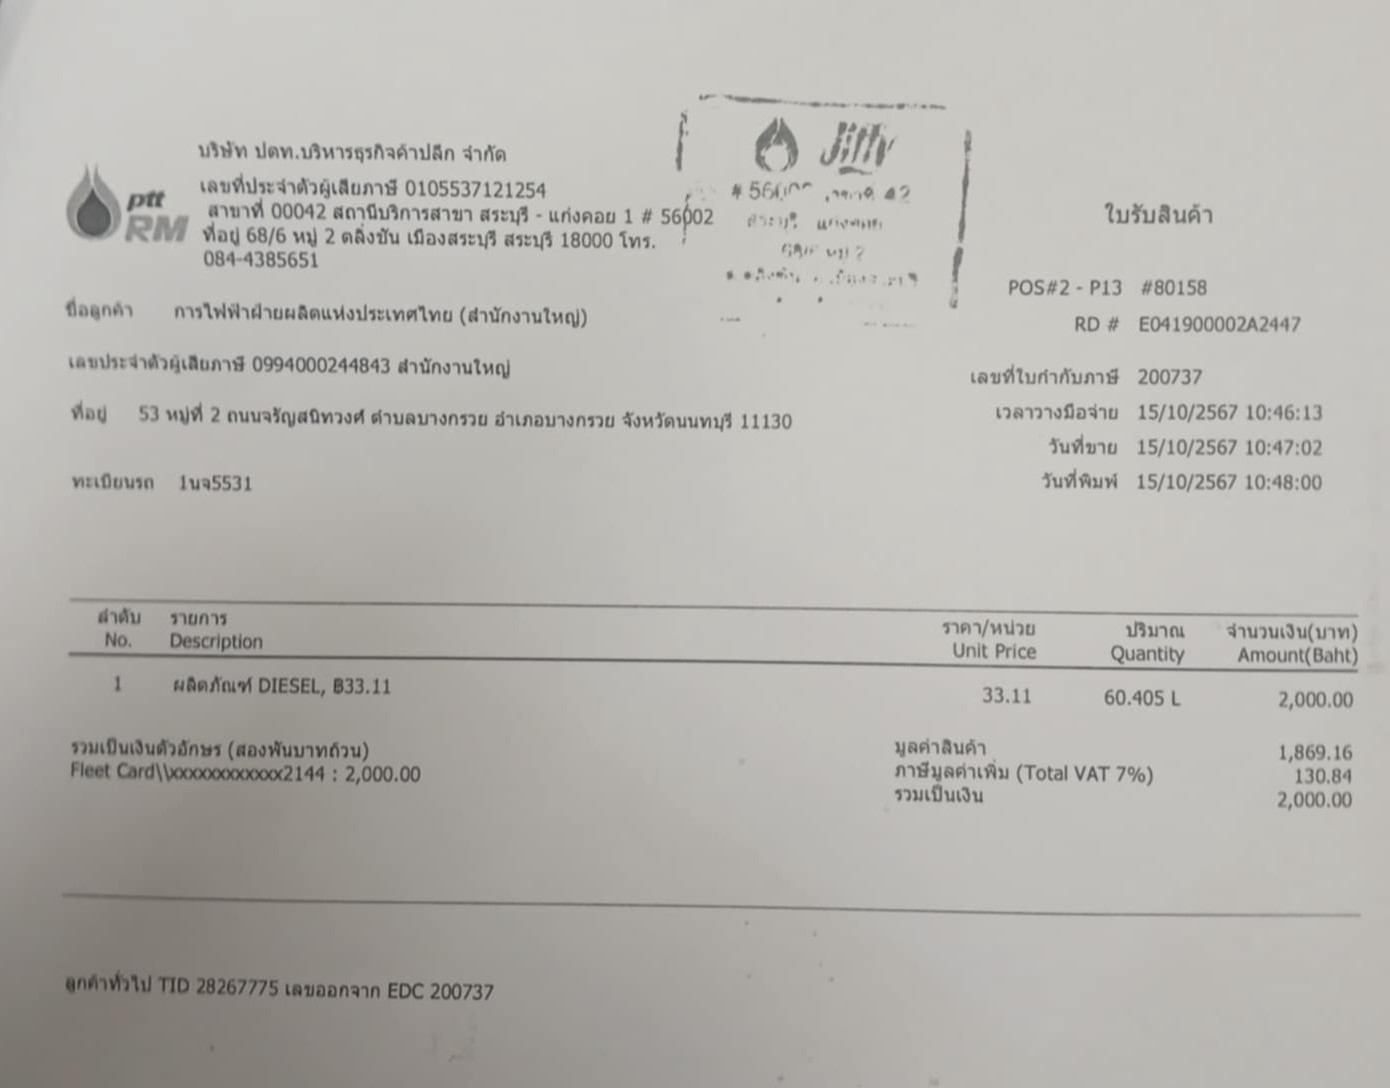 บริษัท ปตท.บริหารธุรกิจค้าปลีก จำกัด
ptt
RM
เลขที่ประจำตัวผู้เสียภาษี 0105537121254
สาขาที่ 00042 สถานีบริการสาขา สระบุรี - แก่งคอย 1 # 56002
ที่อยู่ 68/6 หมู่ 2 ตลิ่งชัน เมืองสระบุรี สระบุรี 18000 โทร.
084-4385651
Jiffy
สระบุรี แก่งคอย
ใบรับสินค้า
POS#2 - P13 #80158
RD # E041900002A2447
ชื่อลูกค้า การไฟฟ้าฝ่ายผลิตแห่งประเทศไทย (สำนักงานใหญ่)
เลขประจำตัวผู้เสียภาษี 0994000244843 สำนักงานใหญ่
เลขที่ใบกำกับภาษี 200737
ที่อยู่ 53 หมู่ที่ 2 ถนนจรัญสนิทวงศ์ ตำบลบางกรวย อำเภอบางกรวย จังหวัดนนทบุรี 11130
เวลาวางมือจ่าย 15/10/2567 10:46:13
วันที่ขาย 15/10/2567 10:47:02
ทะเบียนรถ 1นจ5531
วันที่พิมพ์ 15/10/2567 10:48:00
ลำดับ รายการ ราคา/หน่วย ปริมาณ จำนวนเงิน(บาท)
No. Description Unit Price Quantity Amount(Baht)
1 ผลิตภัณฑ์ DIESEL, ฿33.11 33.11 60.405 L 2,000.00
รวมเป็นเงินตัวอักษร (สองพันบาทถ้วน) มูลค่าสินค้า 1,869.16
Fleet Card\\xxxxxxxxxxxx2144 : 2,000.00 ภาษีมูลค่าเพิ่ม (Total VAT 7%) 130.84
รวมเป็นเงิน 2,000.00
ลูกค้าทั่วไป TID 28267775 เลขออกจาก EDC 200737